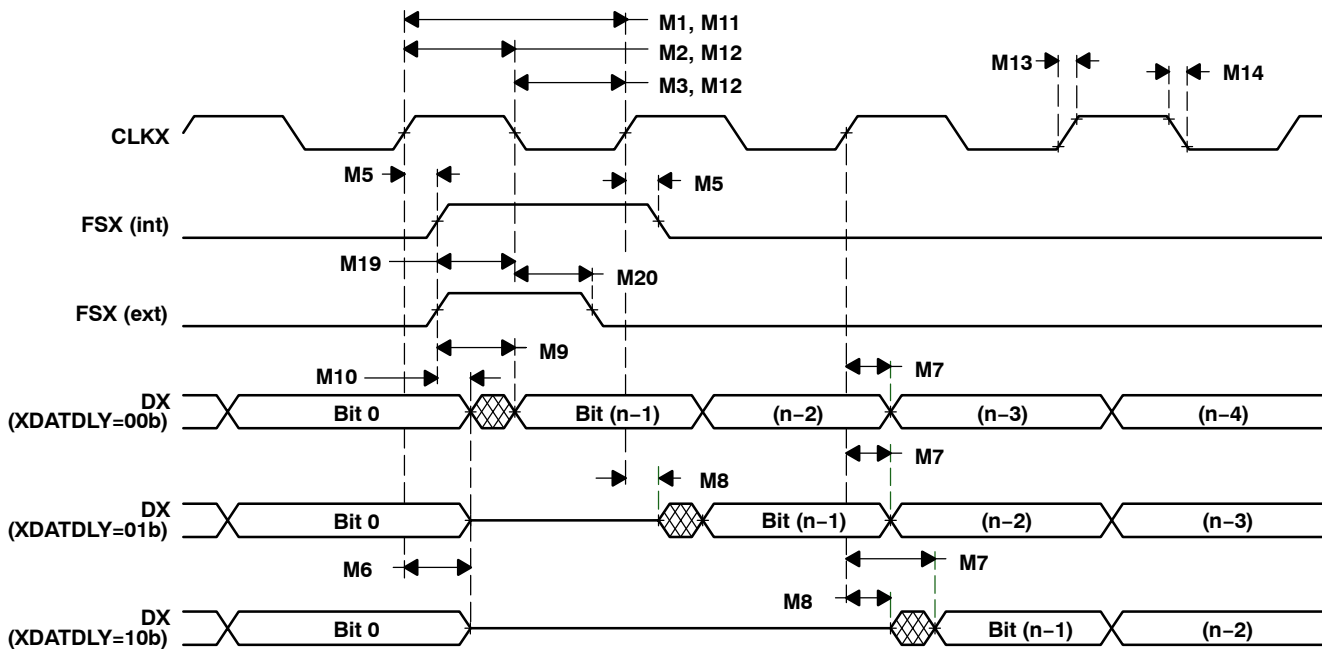 M1, M11
M2, M12
M3, M12
M13
M14
CLKX
M5
M5
FSX (int)
M19
M20
FSX (ext)
M9
M10
M7
DX
(XDATDLY=00b)
Bit 0
Bit (n−1)
(n−2)
(n−3)
(n−4)
M7
M8
DX
(XDATDLY=01b)
Bit 0
Bit (n−1)
(n−2)
(n−3)
M6
M7
M8
DX
(XDATDLY=10b)
Bit 0
Bit (n−1)
(n−2)